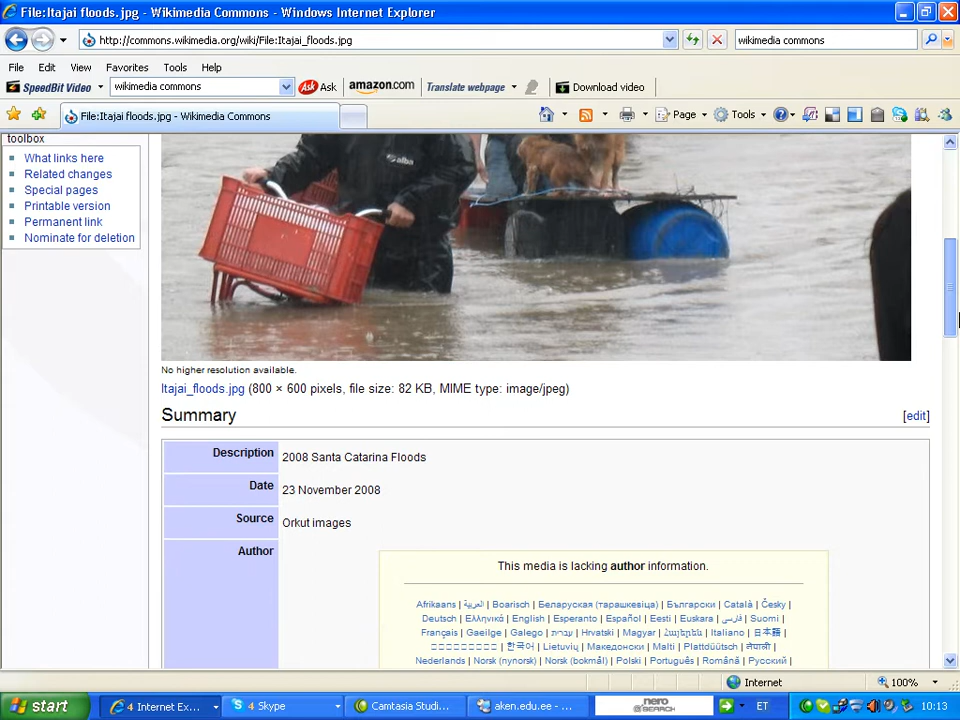 File:Itajai floods.jpg - Wikimedia Commons - Windows Internet Explorer
http://commons.wikimedia.org/wiki/File:Itajai_floods.jpg
wikimedia commons
File Edit View Favorites Tools Help
SpeedBit Video wikimedia commons Ask Ask amazon.com Translate webpage Download video
File:Itajai floods.jpg - Wikimedia Commons
Page Tools
toolbox
What links here
Related changes
Special pages
Printable version
Permanent link
Nominate for deletion
alba
No higher resolution available.
Itajai_floods.jpg (800 × 600 pixels, file size: 82 KB, MIME type: image/jpeg)
Summary [edit]
Description 2008 Santa Catarina Floods
Date 23 November 2008
Source Orkut images
Author
This media is lacking author information.
Afrikaans | العربية | Boarisch | Беларуская (тарашкевіца) | Български | Català | Česky |
Deutsch | Ελληνικά | English | Esperanto | Español | Eesti | Euskara | فارسی | Suomi |
Français | Gaeilge | Galego | עברית | Hrvatski | Magyar | Հայերեն | Italiano | 日本語 |
| 한국어 | Lietuvių | Македонски | Malti | Plattdüütsch | नेपाली |
Nederlands | Norsk (nynorsk) | Norsk (bokmål) | Polski | Português | Română | Русский |
Internet 100%
start 4 Internet Ex... 4 Skype Camtasia Studi... aken.edu.ee - ... nero SEARCH ET 10:13